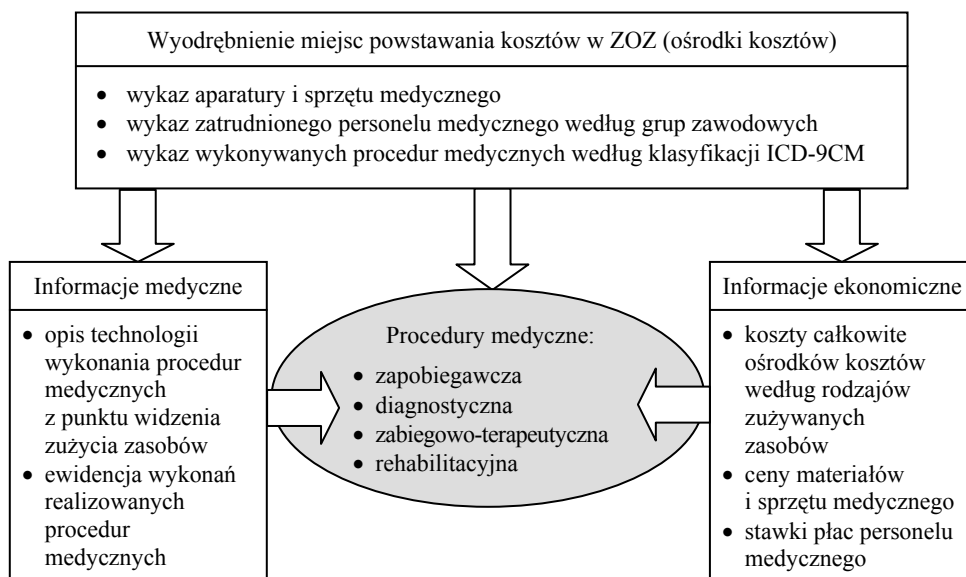 Wyodrębnienie miejsc powstawania kosztów w ZOZ (ośrodki kosztów)
• wykaz aparatury i sprzętu medycznego
• wykaz zatrudnionego personelu medycznego według grup zawodowych
• wykaz wykonywanych procedur medycznych według klasyfikacji ICD-9CM
Informacje medyczne
• opis technologii
wykonania procedur
medycznych
z punktu widzenia
zużycia zasobów
• ewidencja wykonań
realizowanych
procedur
medycznych
Procedury medyczne:
• zapobiegawcza
• diagnostyczna
• zabiegowo-terapeutyczna
• rehabilitacyjna
Informacje ekonomiczne
• koszty całkowite
ośrodków kosztów
według rodzajów
zużywanych
zasobów
• ceny materiałów
i sprzętu medycznego
• stawki płac personelu
medycznego